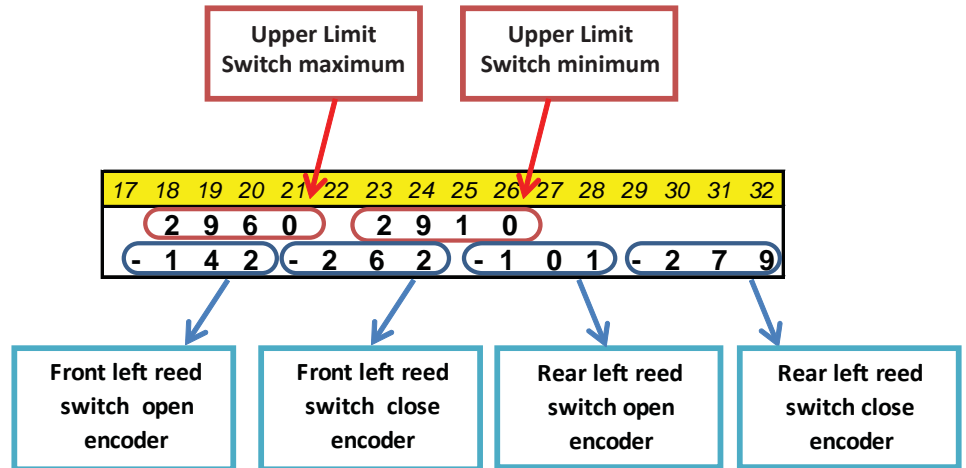 Upper Limit
Switch maximum
Upper Limit
Switch minimum
17 18 19 20 21 22 23 24 25 26 27 28 29 30 31 32
2 9 6 0 2 9 1 0
- 1 4 2 - 2 6 2 - 1 0 1 - 2 7 9
Front left reed
switch open
encoder
Front left reed
switch close
encoder
Rear left reed
switch open
encoder
Rear left reed
switch close
encoder